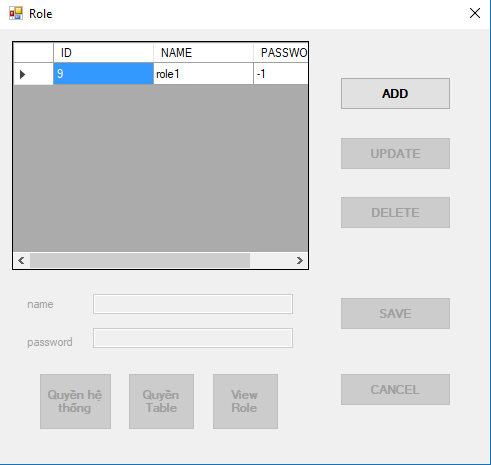 Role
ID NAME PASSWO
9 role1 -1
ADD
UPDATE
DELETE
name
SAVE
password
Quyền hệ
thống
Quyền
Table
View
Role
CANCEL